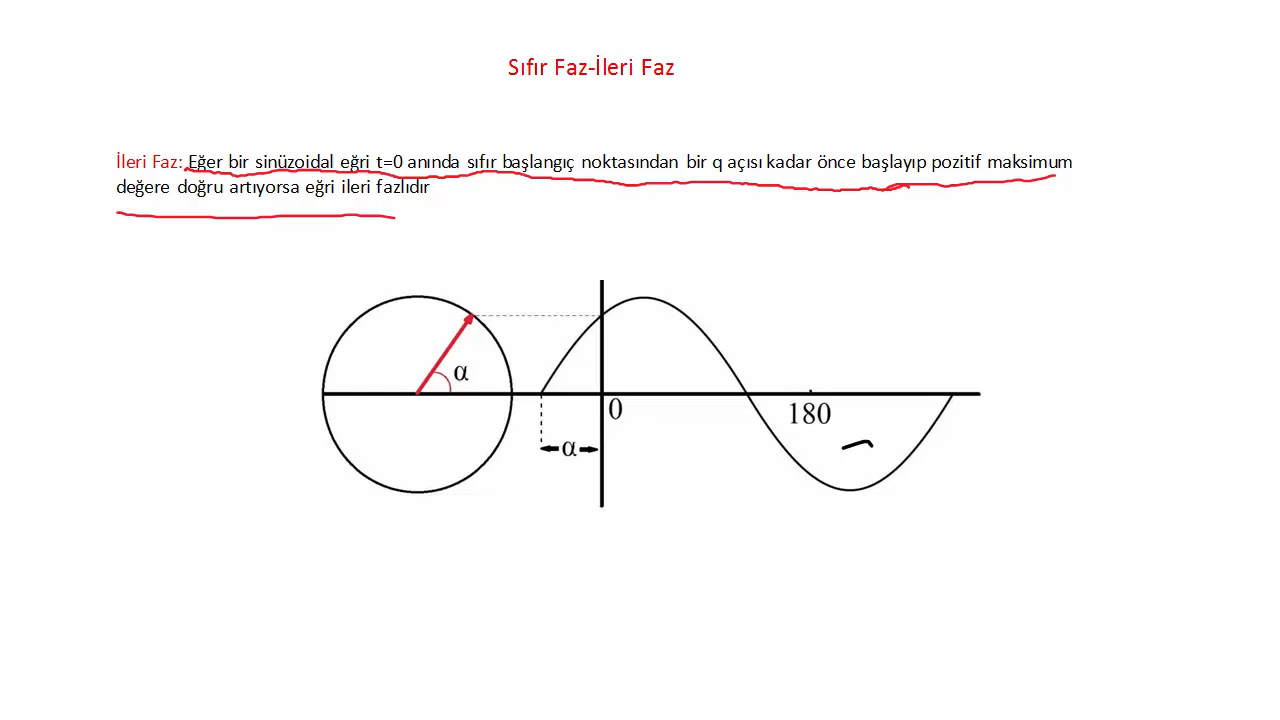 Sıfır Faz-İleri Faz
İleri Faz: Eğer bir sinüzoidal eğri t=0 anında sıfır başlangıç noktasından bir q açısı kadar önce başlayıp pozitif maksimum
değere doğru artıyorsa eğri ileri fazlıdır
α
0
180
α